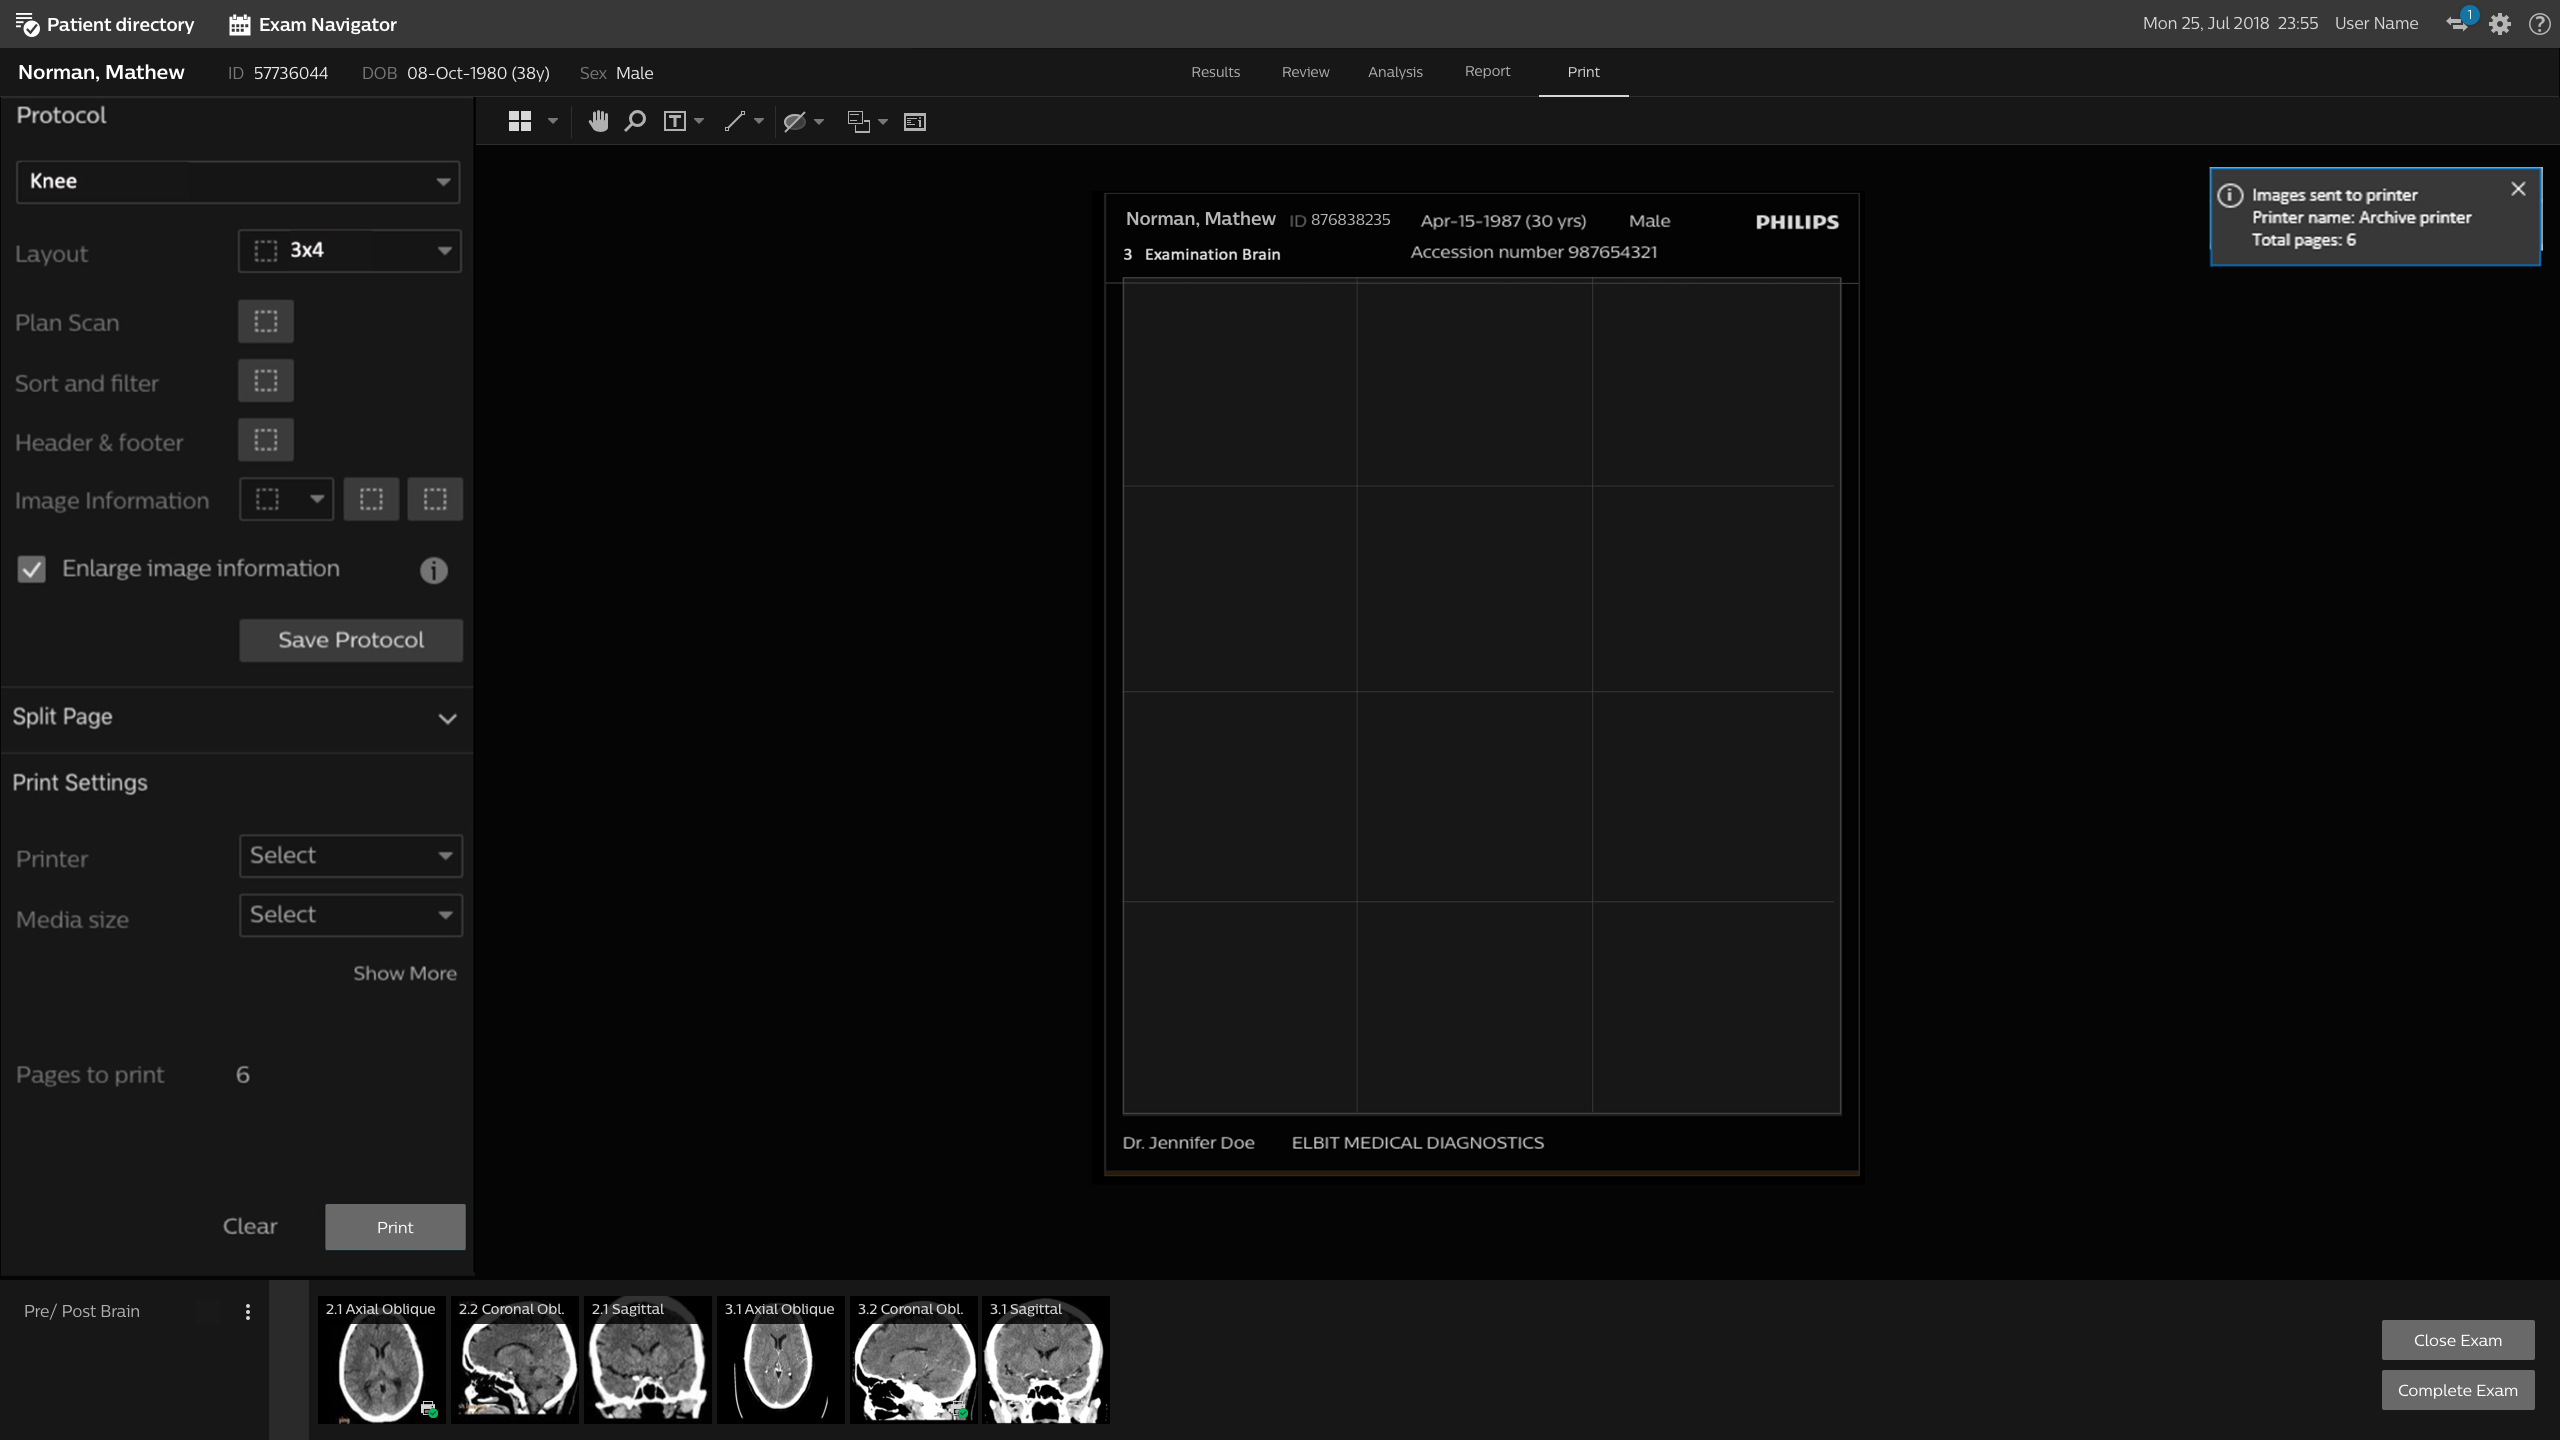 Patient directory Exam Navigator Mon 25, Jul 2018 23:55 User Name 1
Norman, Mathew ID 57736044 DOB 08-Oct-1980 (38y) Sex Male Results Review Analysis Report Print
Protocol
Knee
Layout 3x4
Plan Scan
Sort and filter
Header & footer
Image Information
Enlarge image information
Save Protocol
Split Page
Print Settings
Printer Select
Media size Select
Show More
Pages to print 6
Clear Print
Norman, Mathew ID 876838235 Apr-15-1987 (30 yrs) Male PHILIPS
3 Examination Brain Accession number 987654321
Dr. Jennifer Doe ELBIT MEDICAL DIAGNOSTICS
Images sent to printer
Printer name: Archive printer
Total pages: 6
Pre/ Post Brain
2.1 Axial Oblique 2.2 Coronal Obl. 2.1 Sagittal 3.1 Axial Oblique 3.2 Coronal Obl. 3.1 Sagittal
Close Exam
Complete Exam